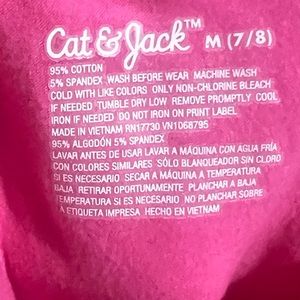 Cat & Jack™ M (7/8)
95% COTTON
5% SPANDEX WASH BEFORE WEAR MACHINE WASH
COLD WITH LIKE COLORS ONLY NON-CHLORINE BLEACH
IF NEEDED TUMBLE DRY LOW REMOVE PROMPTLY COOL
IRON IF NEEDED DO NOT IRON ON PRINT LABEL
MADE IN VIETNAM RN17730 VN1068795
95% ALGODÓN 5% SPANDEX
LAVAR ANTES DE USAR LAVAR A MÁQUINA CON AGUA FRÍA
CON COLORES SIMILARES SÓLO BLANQUEADOR SIN CLORO
SI ES NECESARIO SECAR A MÁQUINA A TEMPERATURA
BAJA RETIRAR OPORTUNAMENTE PLANCHAR A BAJA
TEMPERATURA SI ES NECESARIO NO PLANCHAR SOBRE
LA ETIQUETA IMPRESA HECHO EN VIETNAM